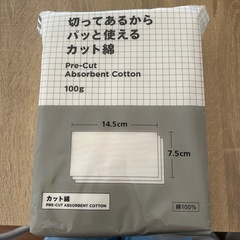 切ってあるから
パッと使える
カット綿
Pre-Cut
Absorbent Cotton
100g
14.5cm
7.5cm
カット綿
PRE-CUT ABSORBENT COTTON
綿100%